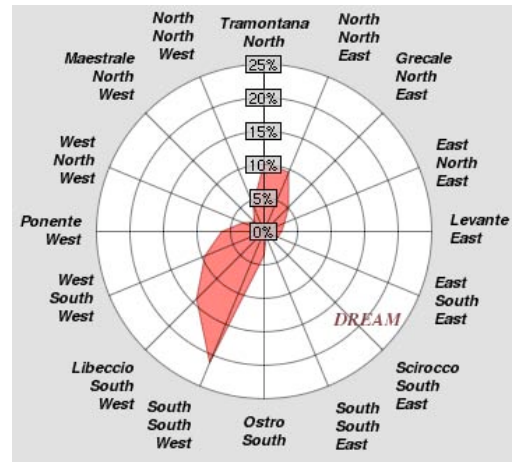 Tramontana
North
North
North
East
Grecale
North
East
East
North
East
Levante
East
East
South
East
Scirocco
South
East
South
South
East
Ostro
South
South
South
West
Libeccio
South
West
West
South
West
Ponente
West
West
North
West
Maestrale
North
West
North
North
West
25%
20%
15%
10%
5%
0%
DREAM